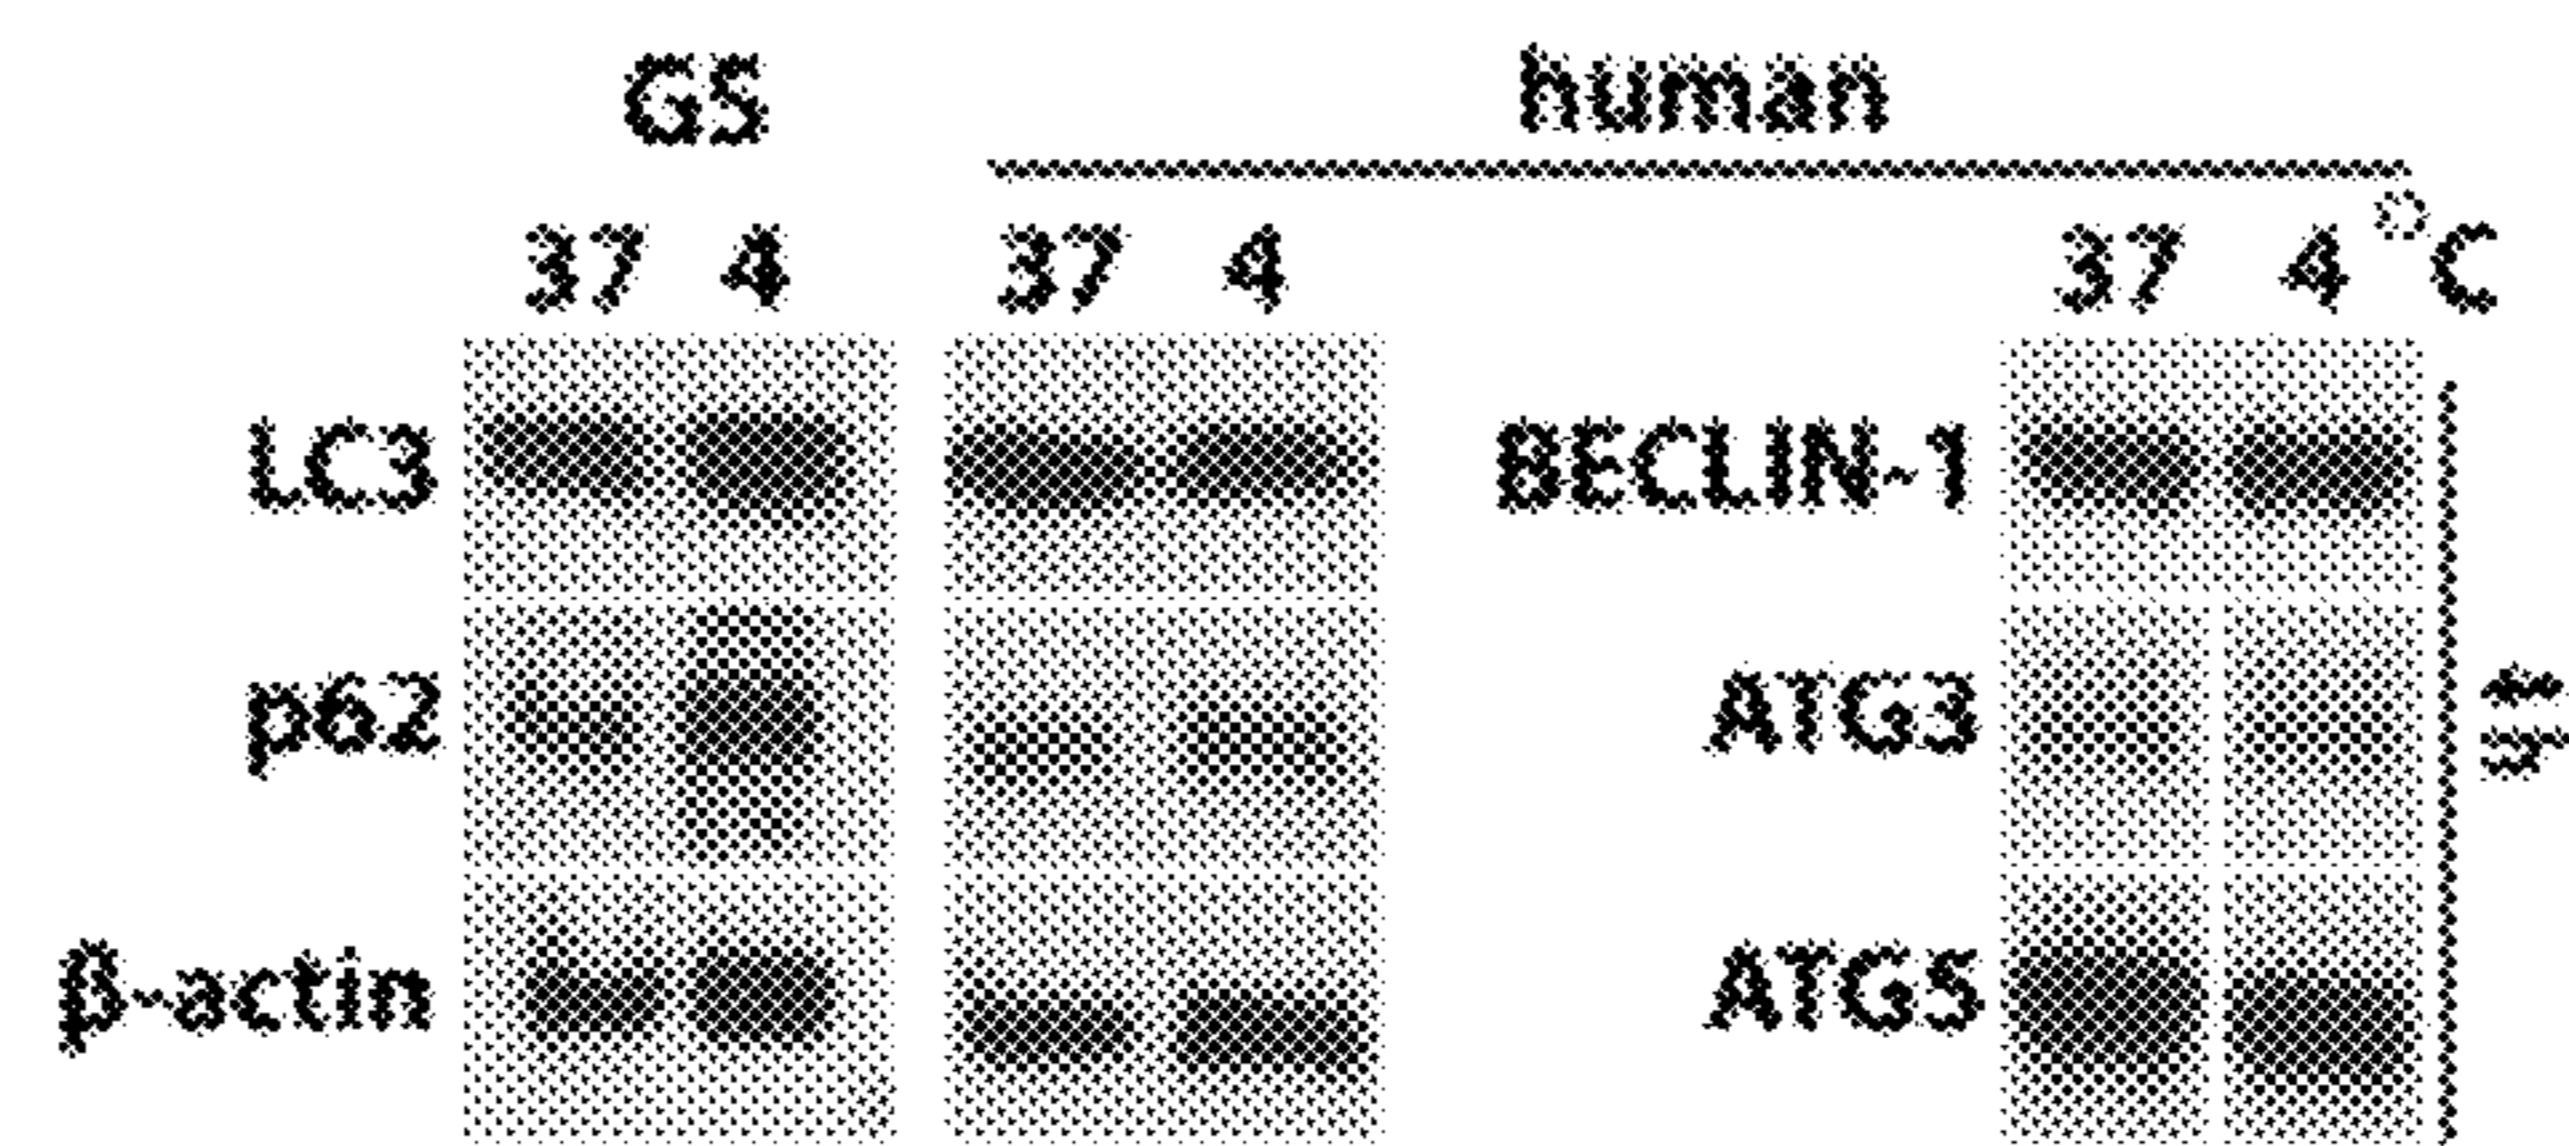 GS human
37 4 37 4 37 4 °C
LC3 BECLIN-1
p62 ATG3
β-actin ATG5